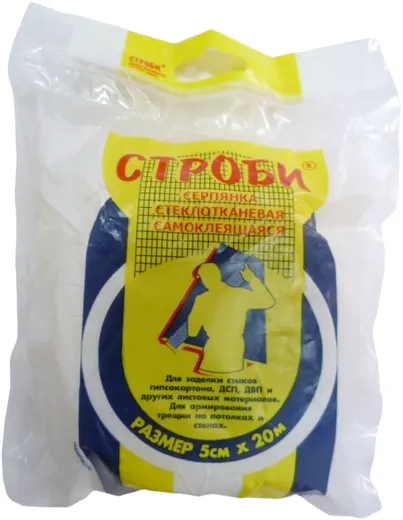 СТРОБИ®
СТРОБИ®
СЕРПЯНКА
СТЕКЛОТКАНЕВАЯ
САМОКЛЕЯЩАЯСЯ
Для заделки стыков
гипсокартона, ДСП, ДВП и
других листовых материалов.
Для армирования
трещин на потолках и
стенах.
РАЗМЕР 5см х 20м